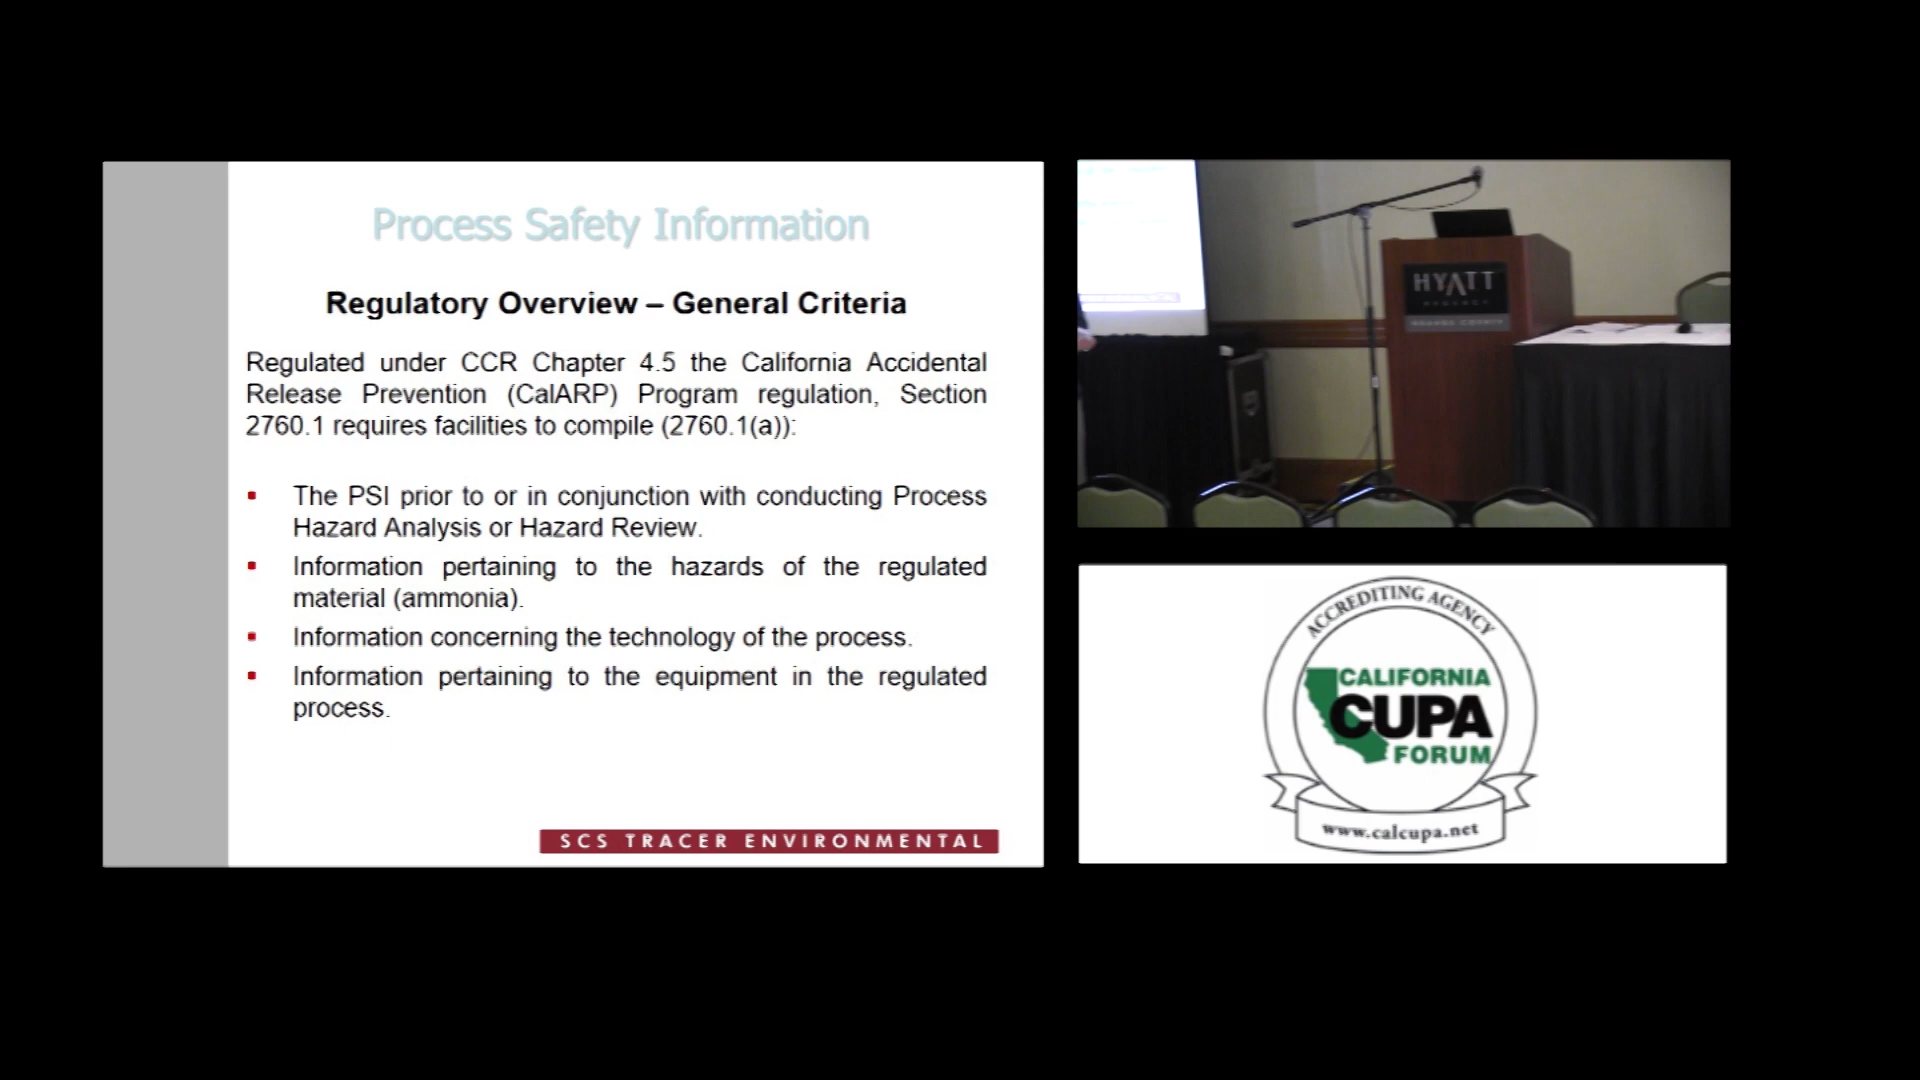 Process Safety Information
Regulatory Overview – General Criteria
Regulated under CCR Chapter 4.5 the California Accidental
Release Prevention (CalARP) Program regulation, Section
2760.1 requires facilities to compile (2760.1(a)):
▪ The PSI prior to or in conjunction with conducting Process
Hazard Analysis or Hazard Review.
▪ Information pertaining to the hazards of the regulated
material (ammonia).
▪ Information concerning the technology of the process.
▪ Information pertaining to the equipment in the regulated
process.
SCS TRACER ENVIRONMENTAL
HYATT
REGENCY
ORANGE COUNTY
ACCREDITING AGENCY
CALIFORNIA
CUPA
FORUM
www.calcupa.net